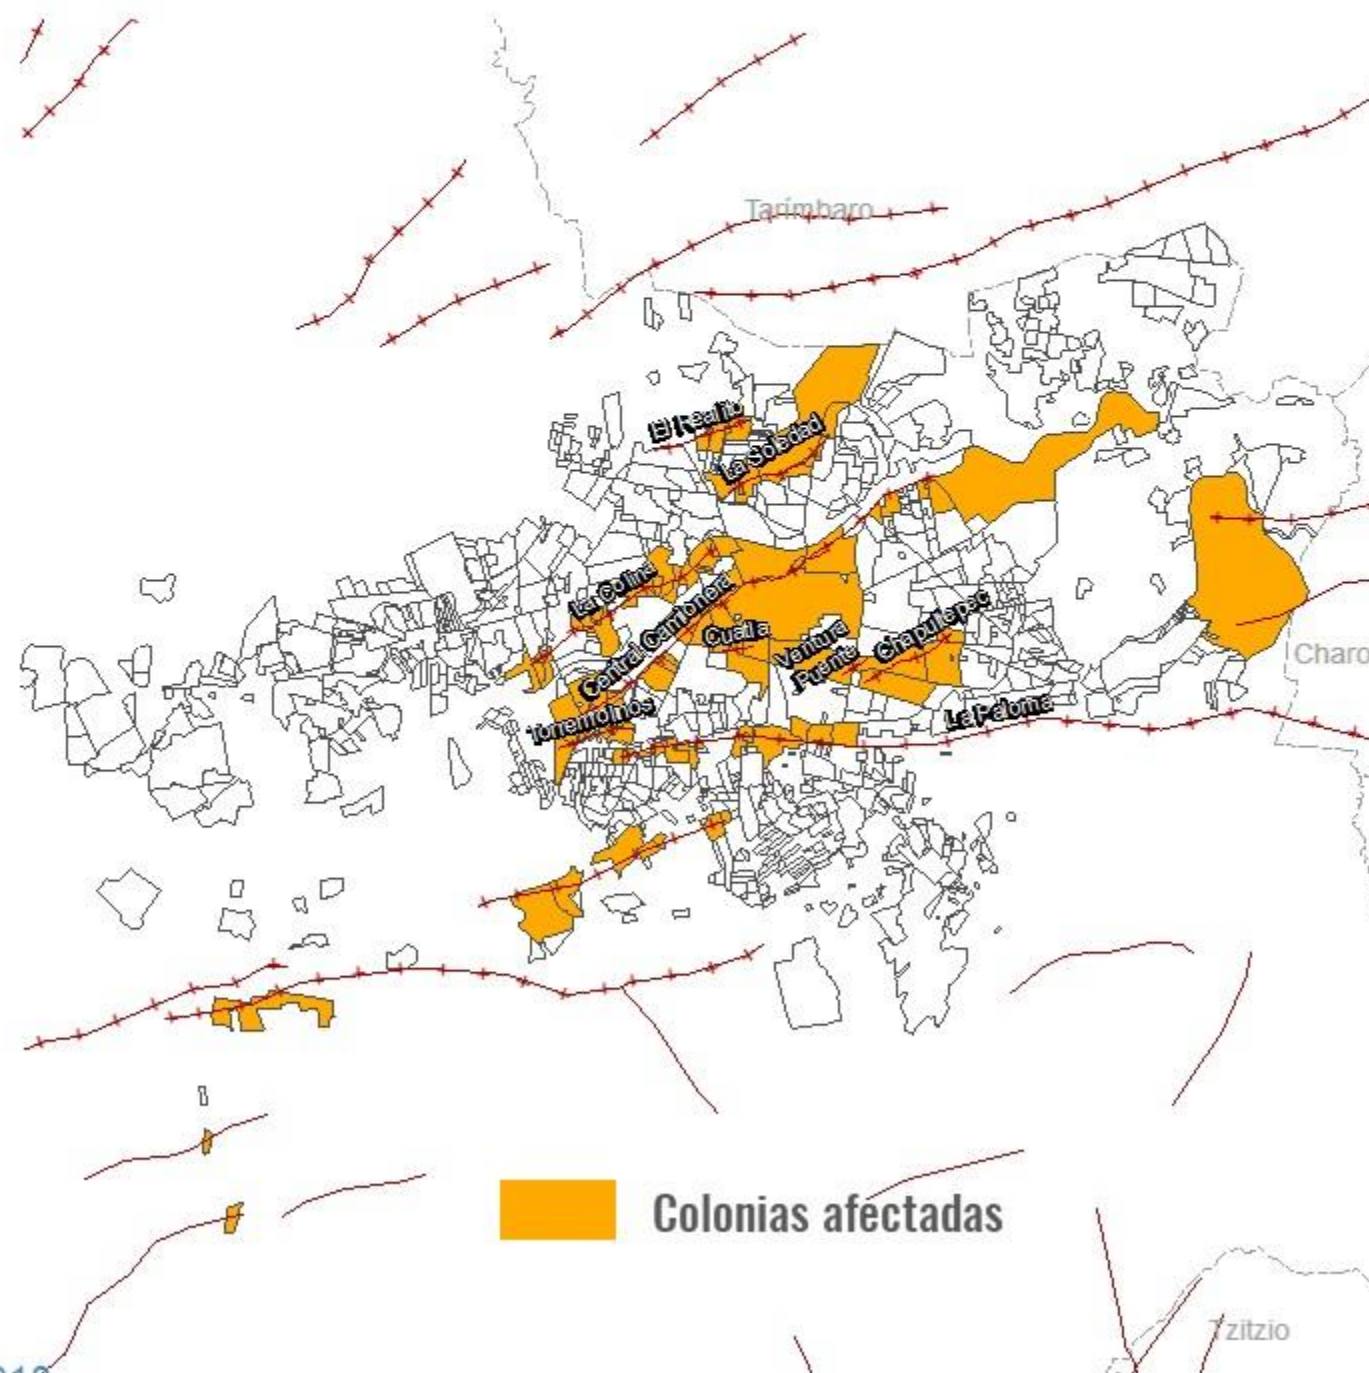 Tarímbaro
El Realito
La Soledad
La Colina
Central Camionera
Cuatla
Ventura
Puente
Chapultepec
Charo
Torremolinos
La Paloma
Colonias afectadas
Tzitzio